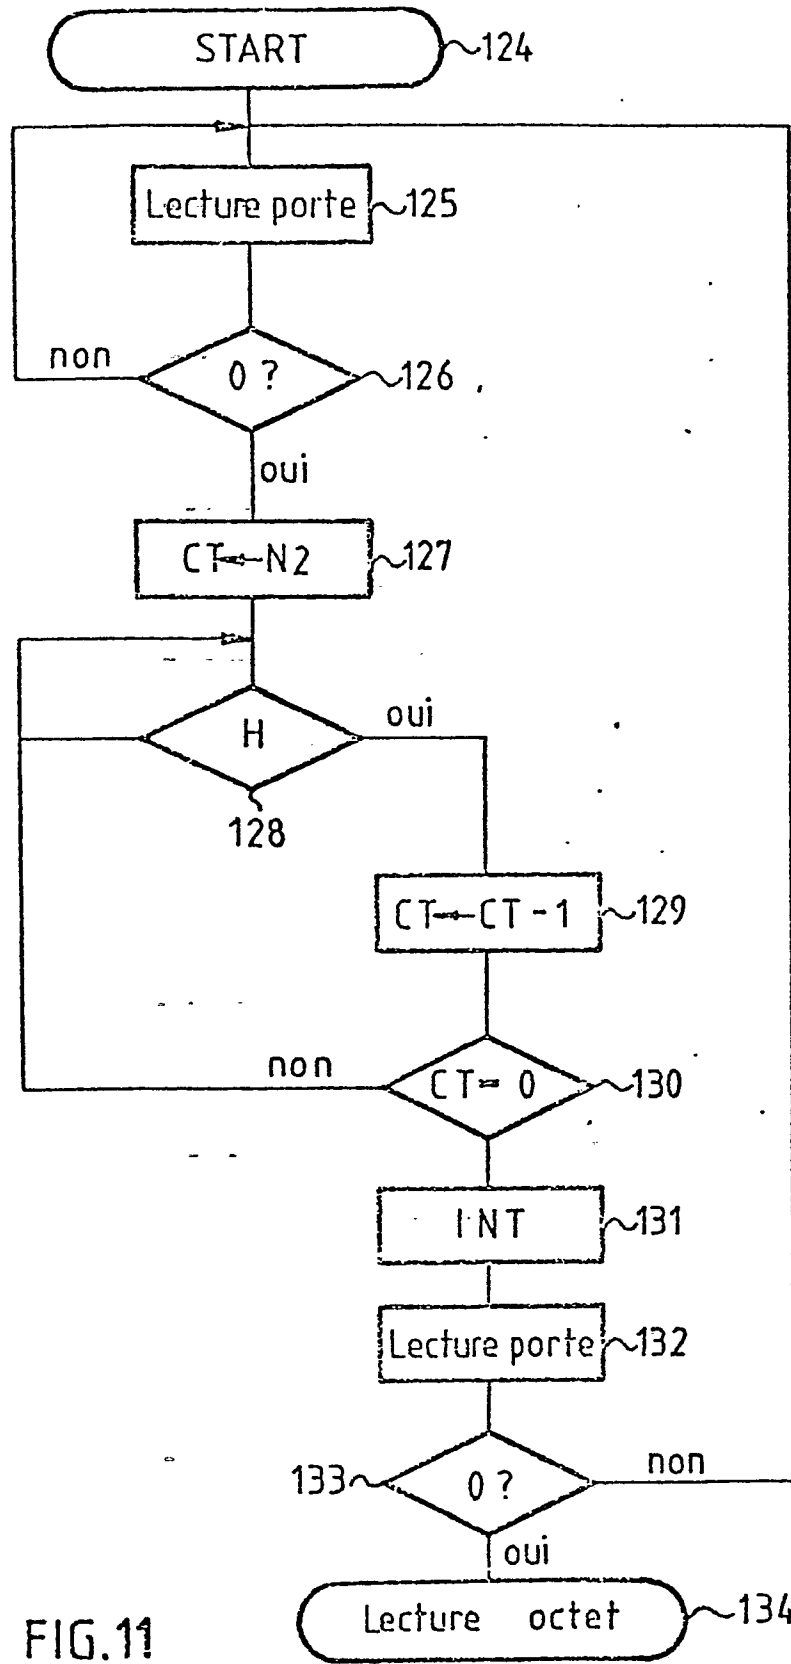 START 124
Lecture porte 125
non
0 ? 126
oui
CT←N2 127
H
oui
128
CT←CT-1 129
non
CT= 0 130
INT 131
Lecture porte 132
133 0 ? non
oui
Lecture octet 134
FIG.11